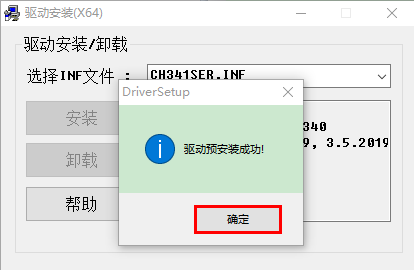 驱动安装(X64)
驱动安装/卸载
选择INF文件 :
CH341SER.INF
安装
卸载
帮助
340
9, 3.5.2019
DriverSetup
驱动预安装成功!
确定